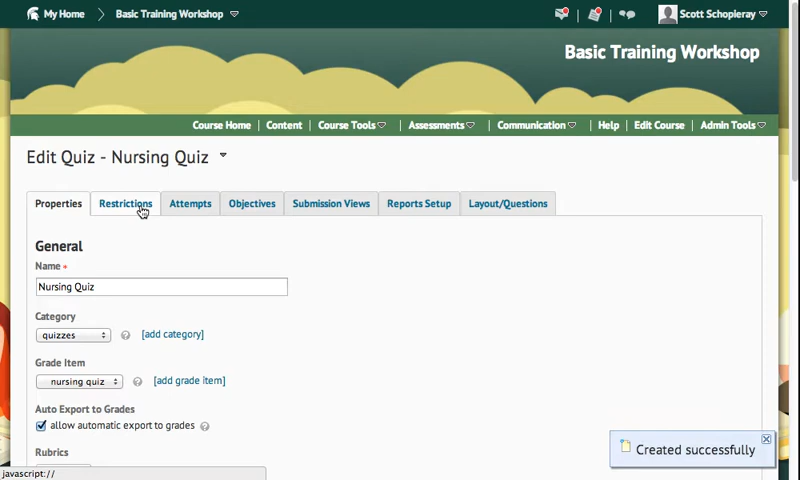 My Home Basic Training Workshop Scott Schopieray
Basic Training Workshop
Course Home Content Course Tools Assessments Communication Help Edit Course Admin Tools
Edit Quiz - Nursing Quiz
Properties Restrictions Attempts Objectives Submission Views Reports Setup Layout/Questions
General
Name *
Nursing Quiz
Category
quizzes ? [add category]
Grade Item
nursing quiz ? [add grade item]
Auto Export to Grades
allow automatic export to grades ?
Created successfully
Rubrics
javascript://